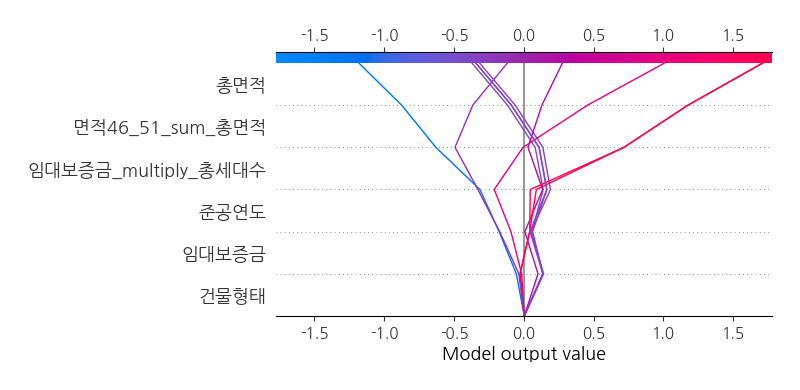 -1.5 -1.0 -0.5 0.0 0.5 1.0 1.5
총면적
면적46_51_sum_총면적
임대보증금_multiply_총세대수
준공연도
임대보증금
건물형태
-1.5 -1.0 -0.5 0.0 0.5 1.0 1.5
Model output value